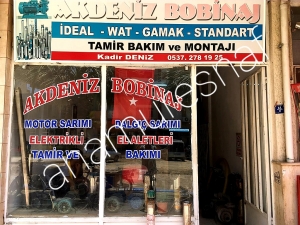 AKDENİZ BOBİNAJ
İDEAL - WAT - GAMAK - STANDART
TAMİR BAKIM ve MONTAJI
Kadir DENİZ 0537. 278 19 25
AKDENİZ BOBİNAJ
MOTOR SARIMI
ELEKTRİKLİ
TAMİR VE
DALGIÇ SARIMI
EL ALETLERİ
BAKIMI